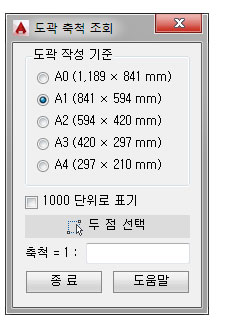 도곽 축척 조회
도곽 작성 기준
A0 (1,189 × 841 mm)
A1 (841 × 594 mm)
A2 (594 × 420 mm)
A3 (420 × 297 mm)
A4 (297 × 210 mm)
1000 단위로 표기
두 점 선택
축척 = 1 :
종 료 도움말